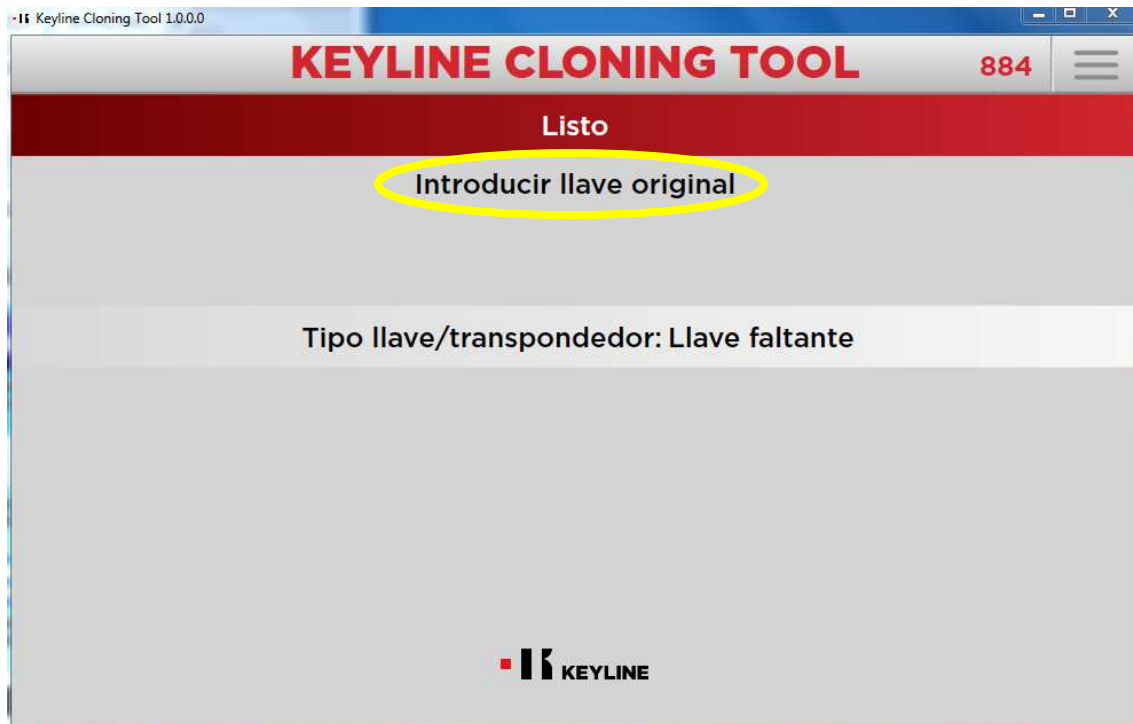 Keyline Cloning Tool 1.0.0.0
KEYLINE CLONING TOOL 884
Listo
Introducir llave original
Tipo llave/transpondedor: Llave faltante
KEYLINE